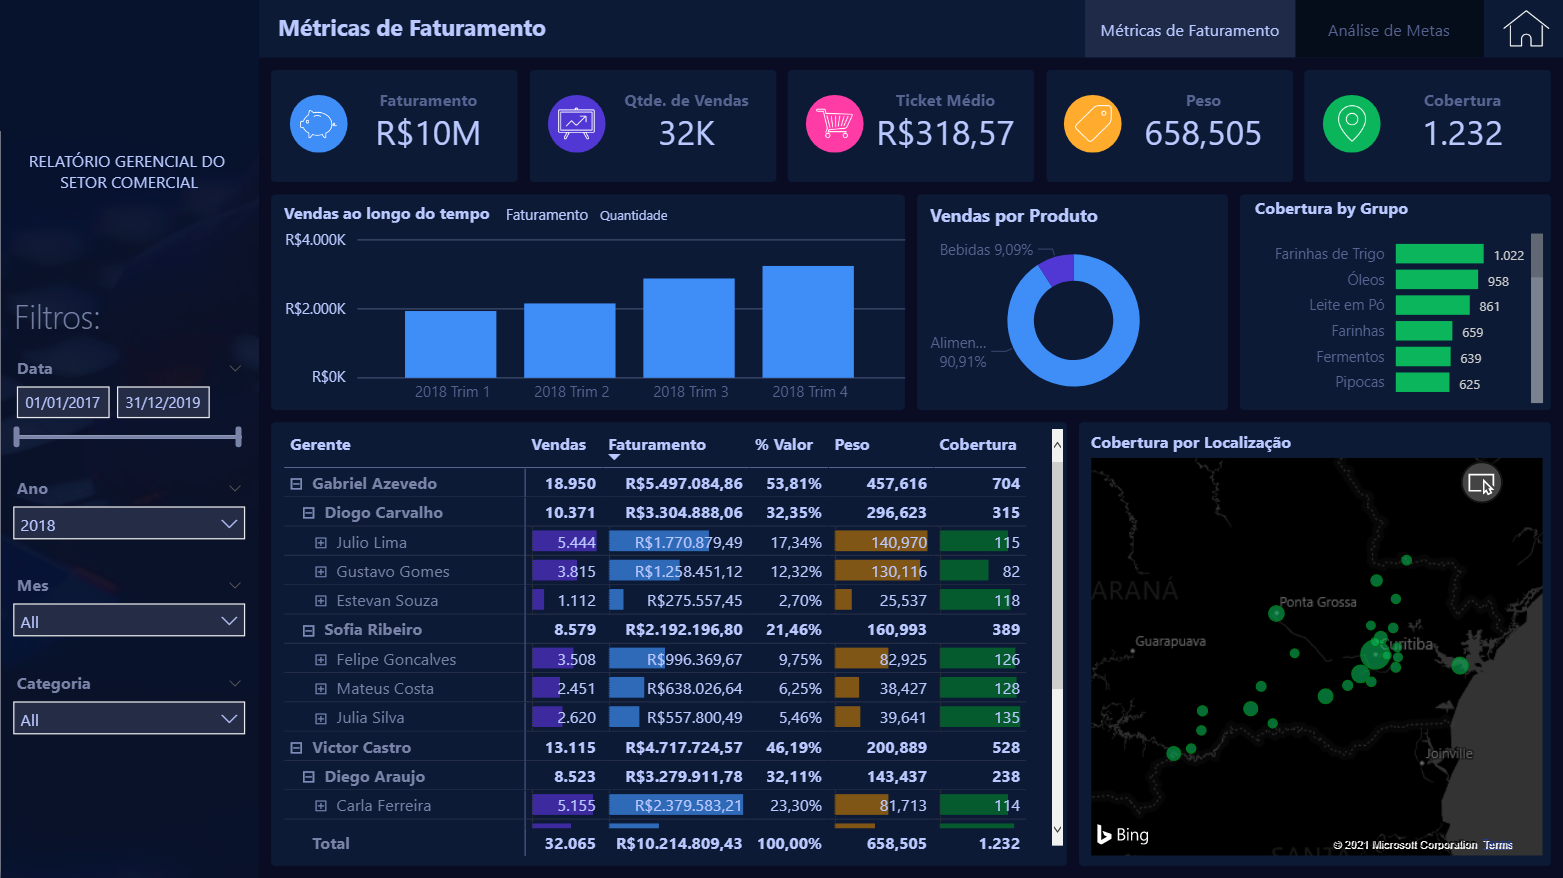 Métricas de Faturamento
Métricas de Faturamento
Análise de Metas
RELATÓRIO GERENCIAL DO
SETOR COMERCIAL
Filtros:
Data
01/01/2017 31/12/2019
Ano
2018
Mes
All
Categoria
All
Faturamento
R$10M
Qtde. de Vendas
32K
Ticket Médio
R$318,57
Peso
658,505
Cobertura
1.232
Vendas ao longo do tempo Faturamento Quantidade
R$4.000K
R$2.000K
R$0K
2018 Trim 1 2018 Trim 2 2018 Trim 3 2018 Trim 4
Vendas por Produto
Bebidas 9,09%
Alimen...
90,91%
Cobertura by Grupo
Farinhas de Trigo 1.022
Óleos 958
Leite em Pó 861
Farinhas 659
Fermentos 639
Pipocas 625
Gerente Vendas Faturamento % Valor Peso Cobertura
Gabriel Azevedo 18.950 R$5.497.084,86 53,81% 457,616 704
Diogo Carvalho 10.371 R$3.304.888,06 32,35% 296,623 315
Julio Lima 5.444 R$1.770.879,49 17,34% 140,970 115
Gustavo Gomes 3.815 R$1.258.451,12 12,32% 130,116 82
Estevan Souza 1.112 R$275.557,45 2,70% 25,537 118
Sofia Ribeiro 8.579 R$2.192.196,80 21,46% 160,993 389
Felipe Goncalves 3.508 R$996.369,67 9,75% 82,925 126
Mateus Costa 2.451 R$638.026,64 6,25% 38,427 128
Julia Silva 2.620 R$557.800,49 5,46% 39,641 135
Victor Castro 13.115 R$4.717.724,57 46,19% 200,889 528
Diego Araujo 8.523 R$3.279.911,78 32,11% 143,437 238
Carla Ferreira 5.155 R$2.379.583,21 23,30% 81,713 114
Total 32.065 R$10.214.809,43 100,00% 658,505 1.232
Cobertura por Localização
ARANÁ
Ponta Grossa
Guarapuava
Curitiba
Joinville
SANTA
Bing
© 2021 Microsoft Corporation Terms